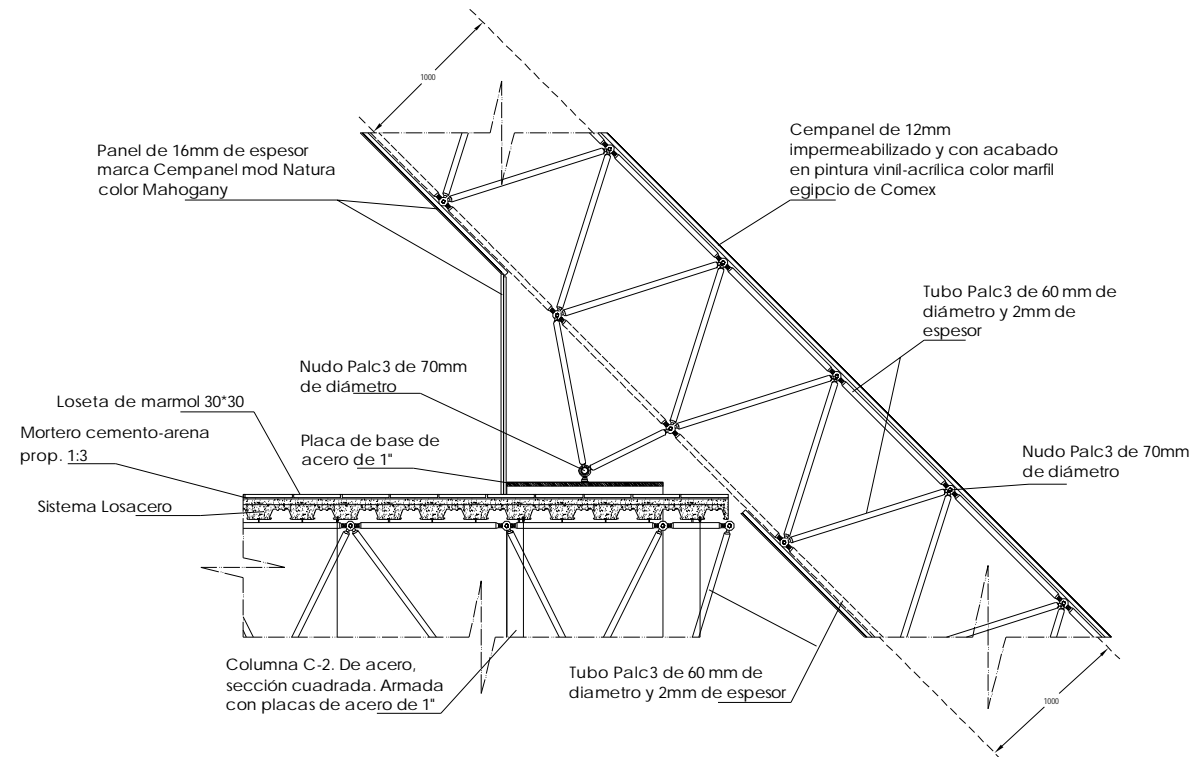 1000
Cempanel de 12mm
impermeabilizado y con acabado
en pintura vinil-acrílica color marfil
egipcio de Comex
Panel de 16mm de espesor
marca Cempanel mod Natura
color Mahogany
Tubo Palc3 de 60 mm de
diámetro y 2mm de
espesor
Nudo Palc3 de 70mm
de diámetro
Loseta de marmol 30*30
Mortero cemento-arena
prop. 1:3
Placa de base de
acero de 1"
Nudo Palc3 de 70mm
de diámetro
Sistema Losacero
Columna C-2. De acero,
sección cuadrada. Armada
con placas de acero de 1"
Tubo Palc3 de 60 mm de
diametro y 2mm de espesor
1000